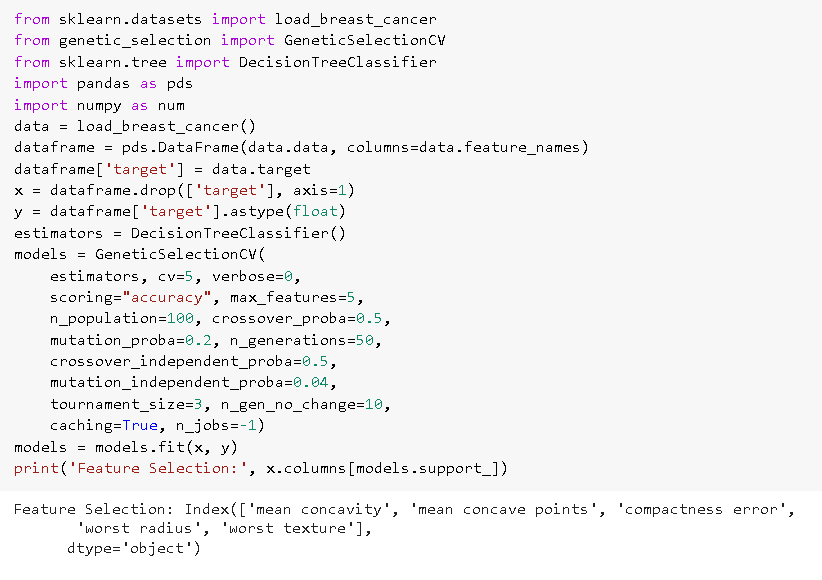 from sklearn.datasets import load_breast_cancer
from genetic_selection import GeneticSelectionCV
from sklearn.tree import DecisionTreeClassifier
import pandas as pds
import numpy as num
data = load_breast_cancer()
dataframe = pds.DataFrame(data.data, columns=data.feature_names)
dataframe['target'] = data.target
x = dataframe.drop(['target'], axis=1)
y = dataframe['target'].astype(float)
estimators = DecisionTreeClassifier()
models = GeneticSelectionCV(
    estimators, cv=5, verbose=0,
    scoring="accuracy", max_features=5,
    n_population=100, crossover_proba=0.5,
    mutation_proba=0.2, n_generations=50,
    crossover_independent_proba=0.5,
    mutation_independent_proba=0.04,
    tournament_size=3, n_gen_no_change=10,
    caching=True, n_jobs=-1)
models = models.fit(x, y)
print('Feature Selection:', x.columns[models.support_])
Feature Selection: Index(['mean concavity', 'mean concave points', 'compactness error',
       'worst radius', 'worst texture'],
      dtype='object')